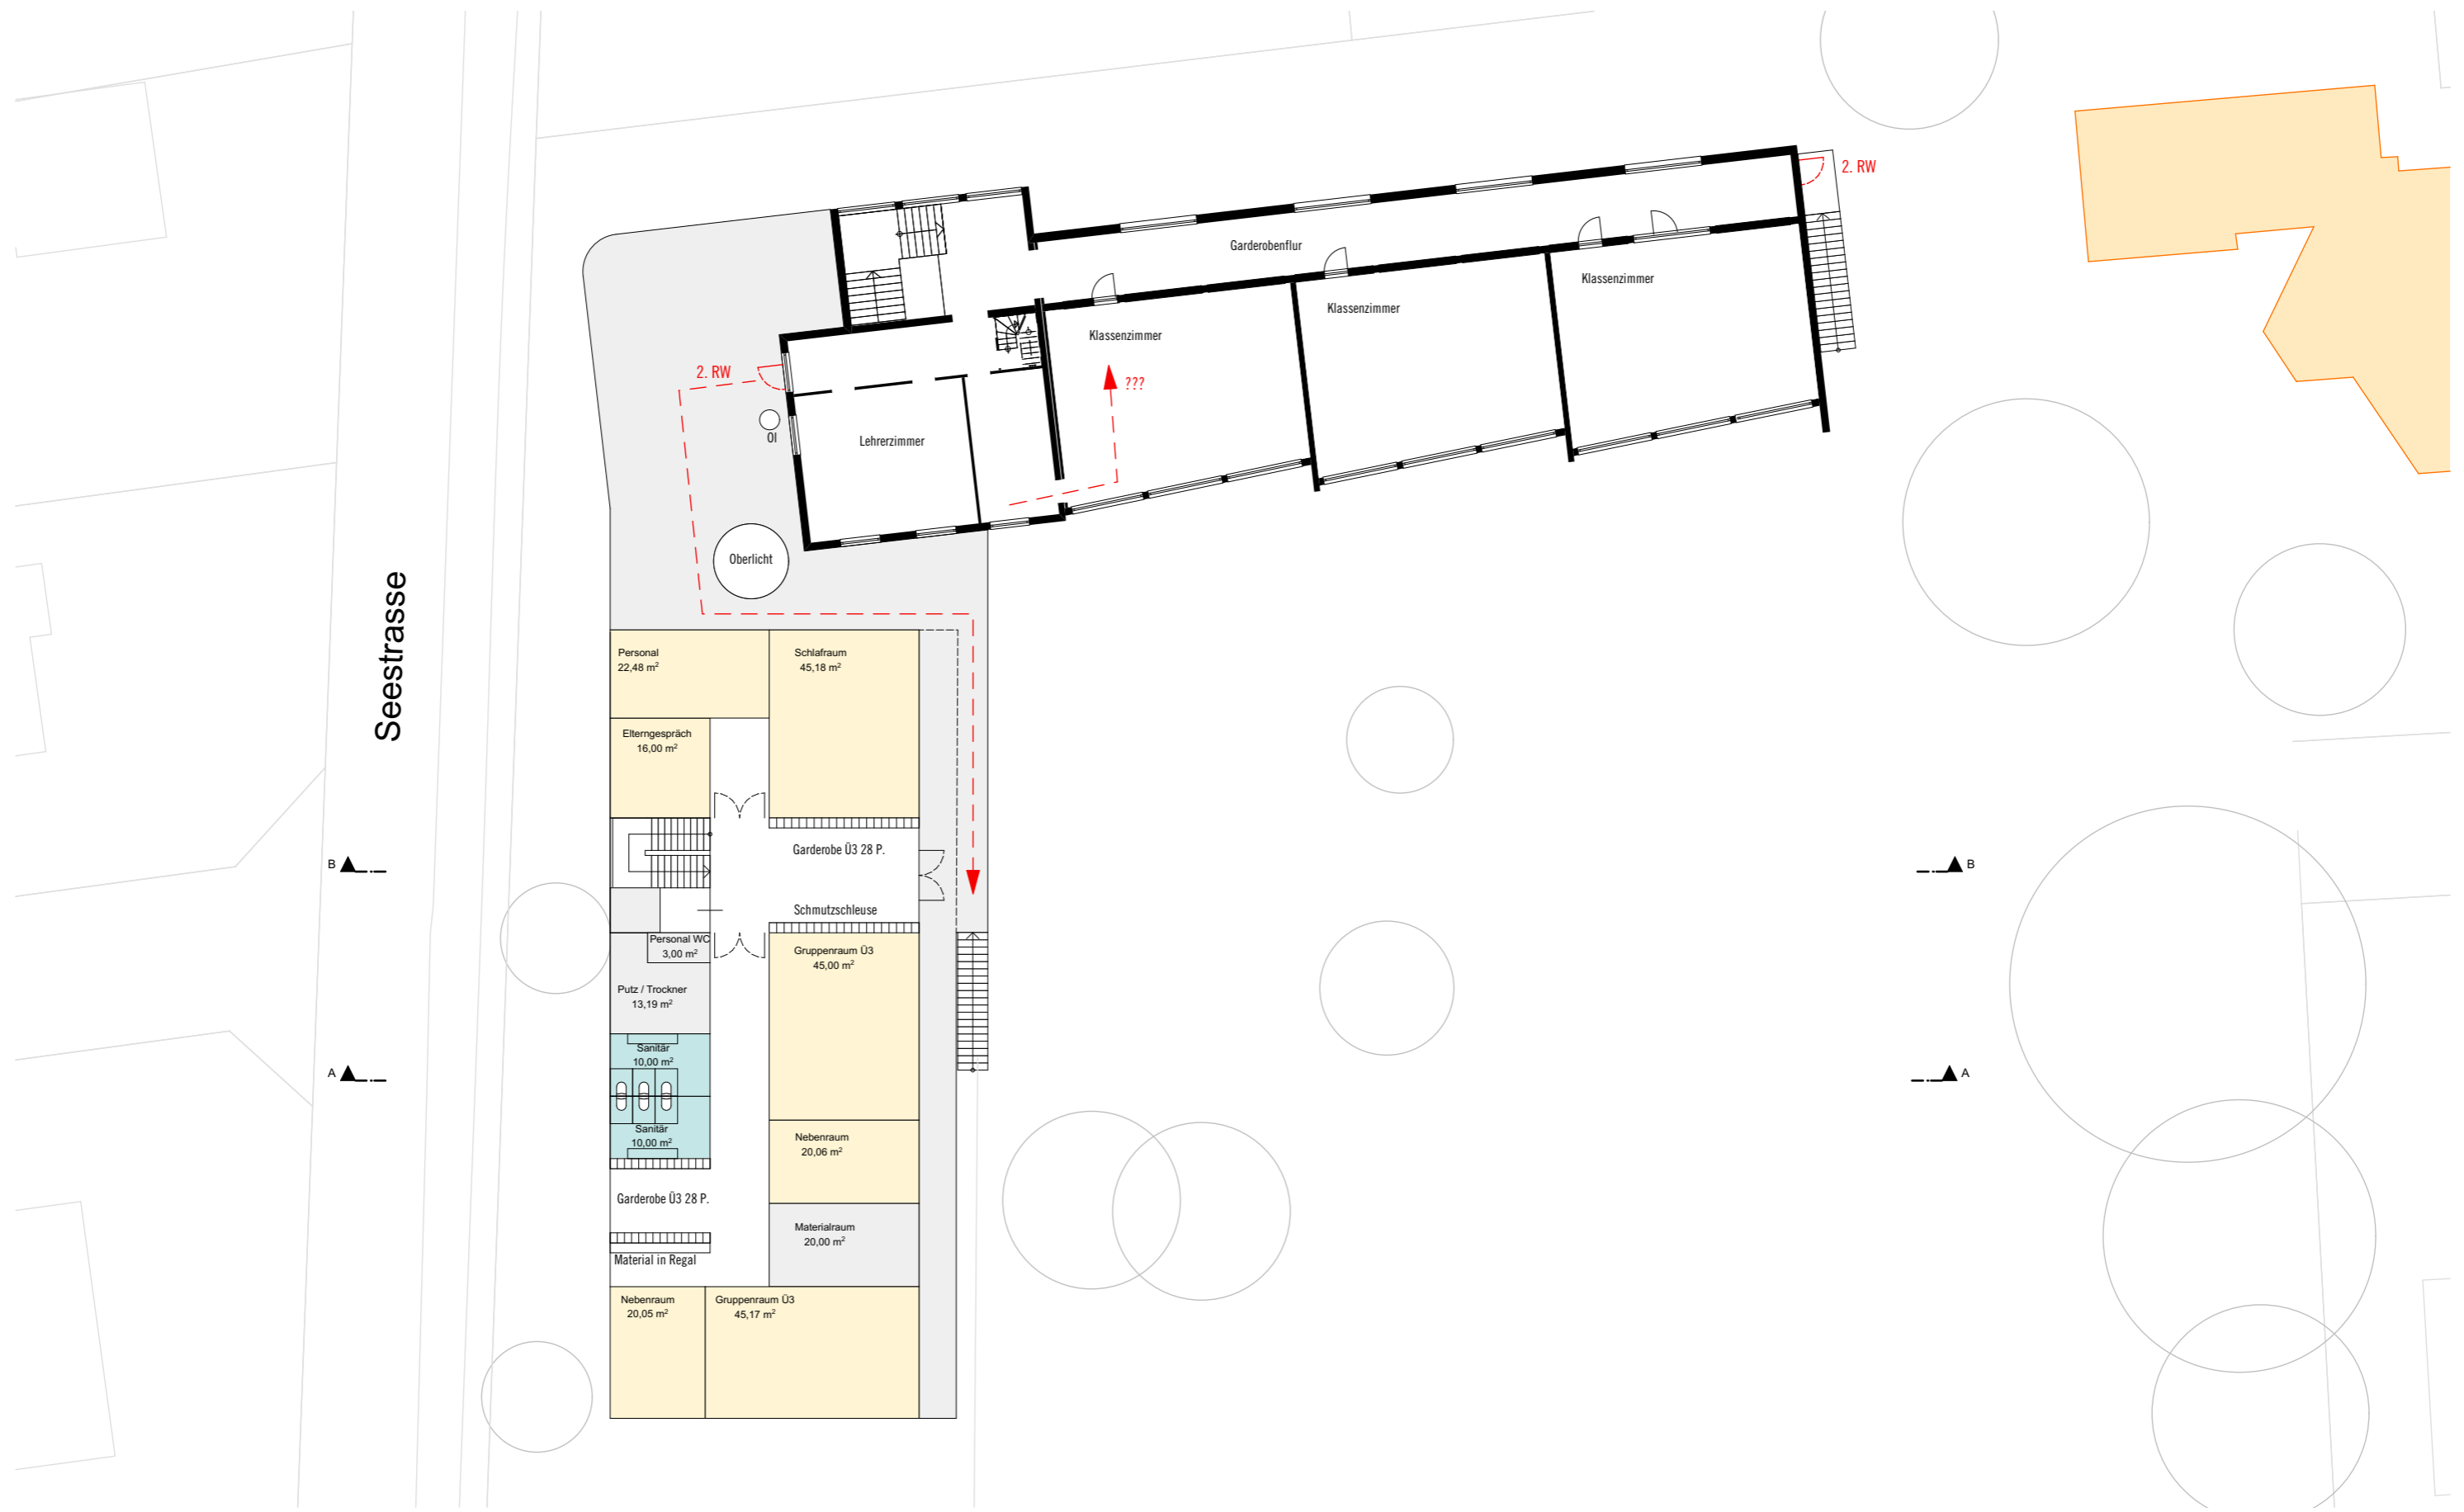 2. RW
Garderobenflur
Klassenzimmer
Klassenzimmer
Klassenzimmer
2. RW
???
OI
Lehrerzimmer
Oberlicht
Seestrasse
Personal
22,48 m²
Schlafraum
45,18 m²
Elterngespräch
16,00 m²
Garderobe Ü3 28 P.
B
B
Schmutzschleuse
Personal WC
3,00 m²
Gruppenraum Ü3
45,00 m²
Putz / Trockner
13,19 m²
Sanitär
10,00 m²
A
A
Sanitär
10,00 m²
Nebenraum
20,06 m²
Garderobe Ü3 28 P.
Materialraum
20,00 m²
Material in Regal
Nebenraum
20,05 m²
Gruppenraum Ü3
45,17 m²